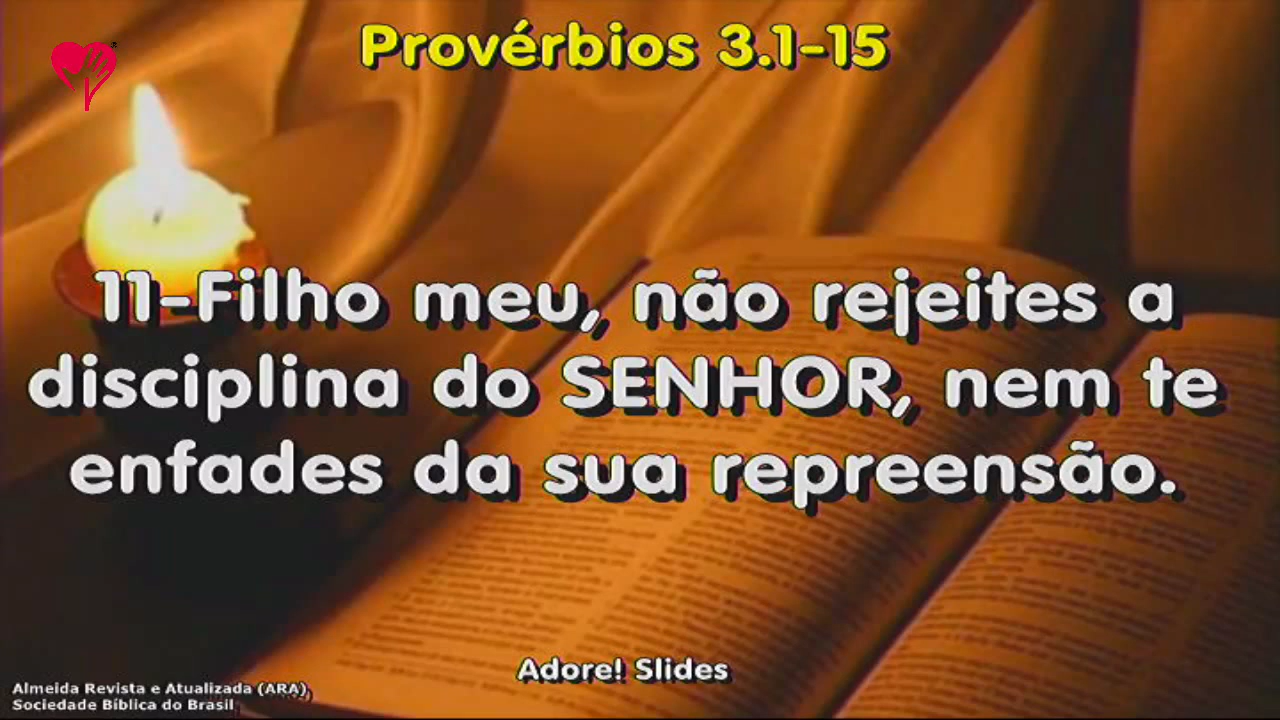 Provérbios 3.1-15
11-Filho meu, não rejeites a
disciplina do SENHOR, nem te
enfades da sua repreensão.
Adore! Slides
Almeida Revista e Atualizada (ARA)
Sociedade Bíblica do Brasil